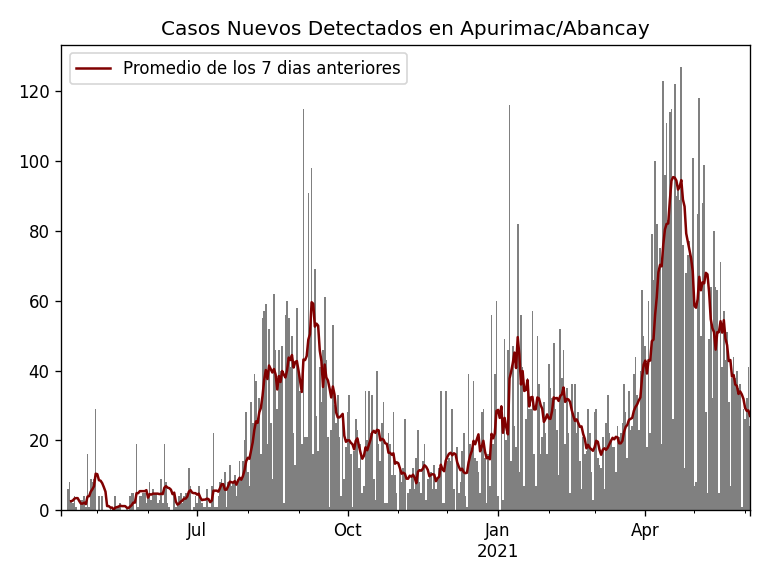 Casos Nuevos Detectados en Apurimac/Abancay
Promedio de los 7 dias anteriores
120
100
80
60
40
20
0
Jul Oct Jan Apr
2021